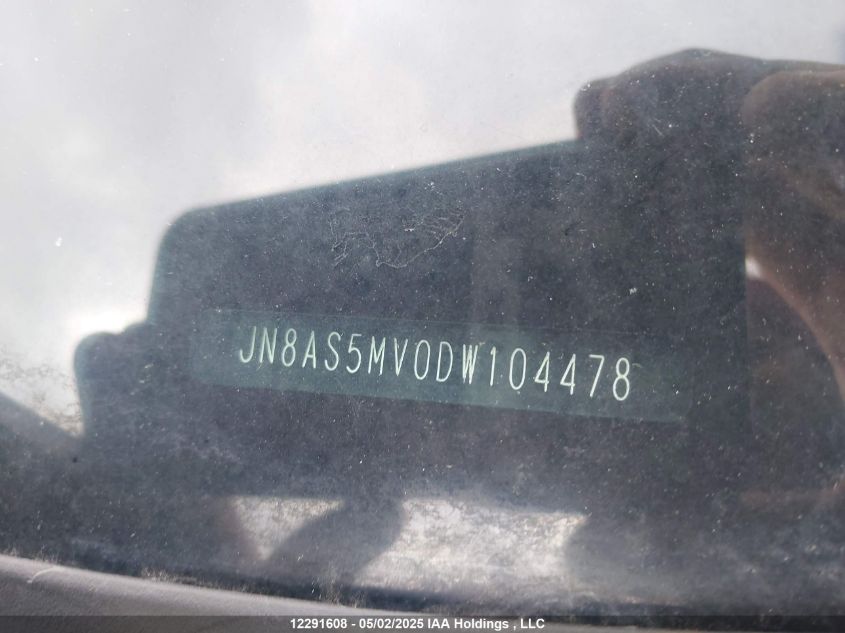 JN8AS5MV0DW104478
12291608 - 05/02/2025 IAA Holdings , LLC